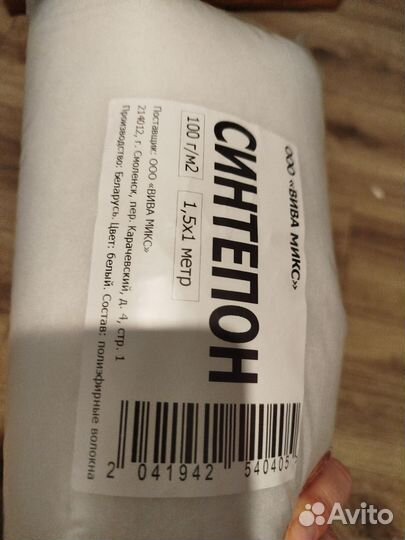 ООО «ВИВА МИКС»
СИНТЕПОН
100 г/м2
1,5х1 метр
Поставщик: ООО «ВИВА МИКС»
214012, г. Смоленск, пер. Карачевский, д. 4, стр. 1
Производство: Беларусь. Цвет: белый. Состав: полиэфирные волокна
2 041942 540405
Avito